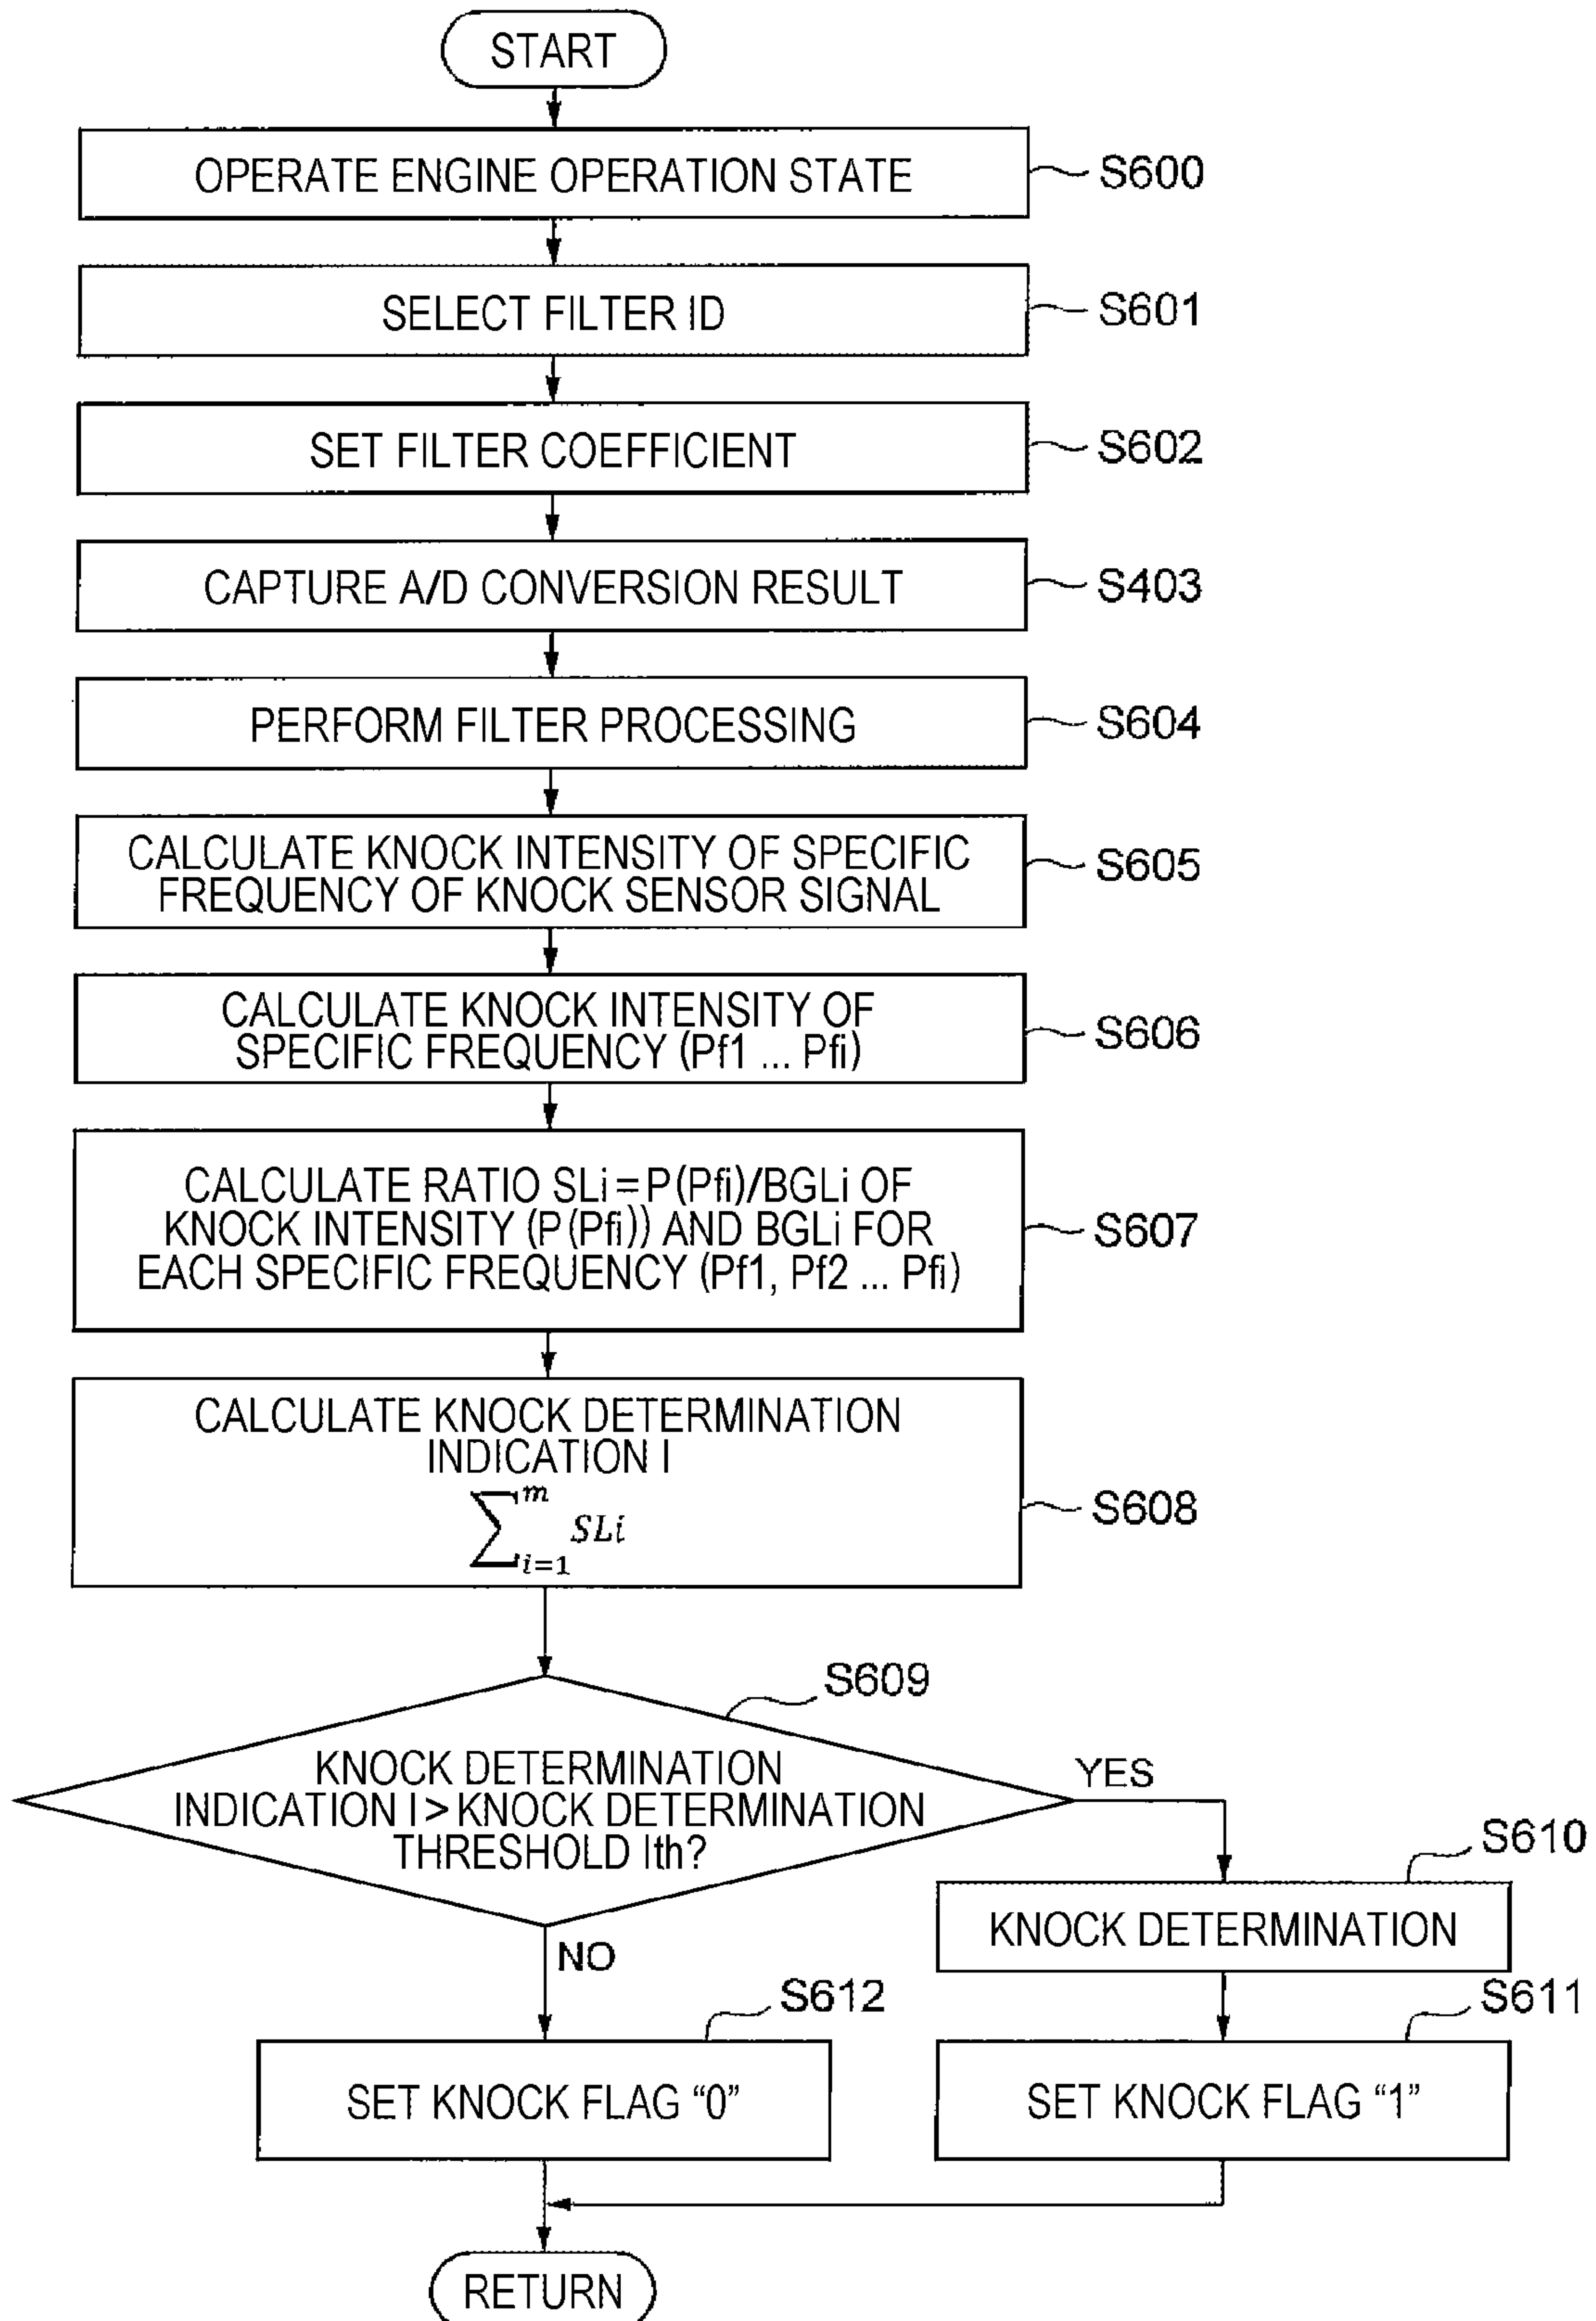 START
OPERATE ENGINE OPERATION STATE
S600
SELECT FILTER ID
S601
SET FILTER COEFFICIENT
S602
CAPTURE A/D CONVERSION RESULT
S403
PERFORM FILTER PROCESSING
S604
CALCULATE KNOCK INTENSITY OF SPECIFIC
FREQUENCY OF KNOCK SENSOR SIGNAL
S605
CALCULATE KNOCK INTENSITY OF
SPECIFIC FREQUENCY (Pf1 ... Pfi)
S606
CALCULATE RATIO SLi=P(Pfi)/BGLi OF
KNOCK INTENSITY (P(Pfi)) AND BGLi FOR
EACH SPECIFIC FREQUENCY (Pf1, Pf2 ... Pfi)
S607
CALCULATE KNOCK DETERMINATION
INDICATION I
∑_{i=1}^{m} SLi
S608
S609
KNOCK DETERMINATION
INDICATION I > KNOCK DETERMINATION
THRESHOLD Ith?
YES
S610
KNOCK DETERMINATION
NO
S612
S611
SET KNOCK FLAG “0”
SET KNOCK FLAG “1”
RETURN